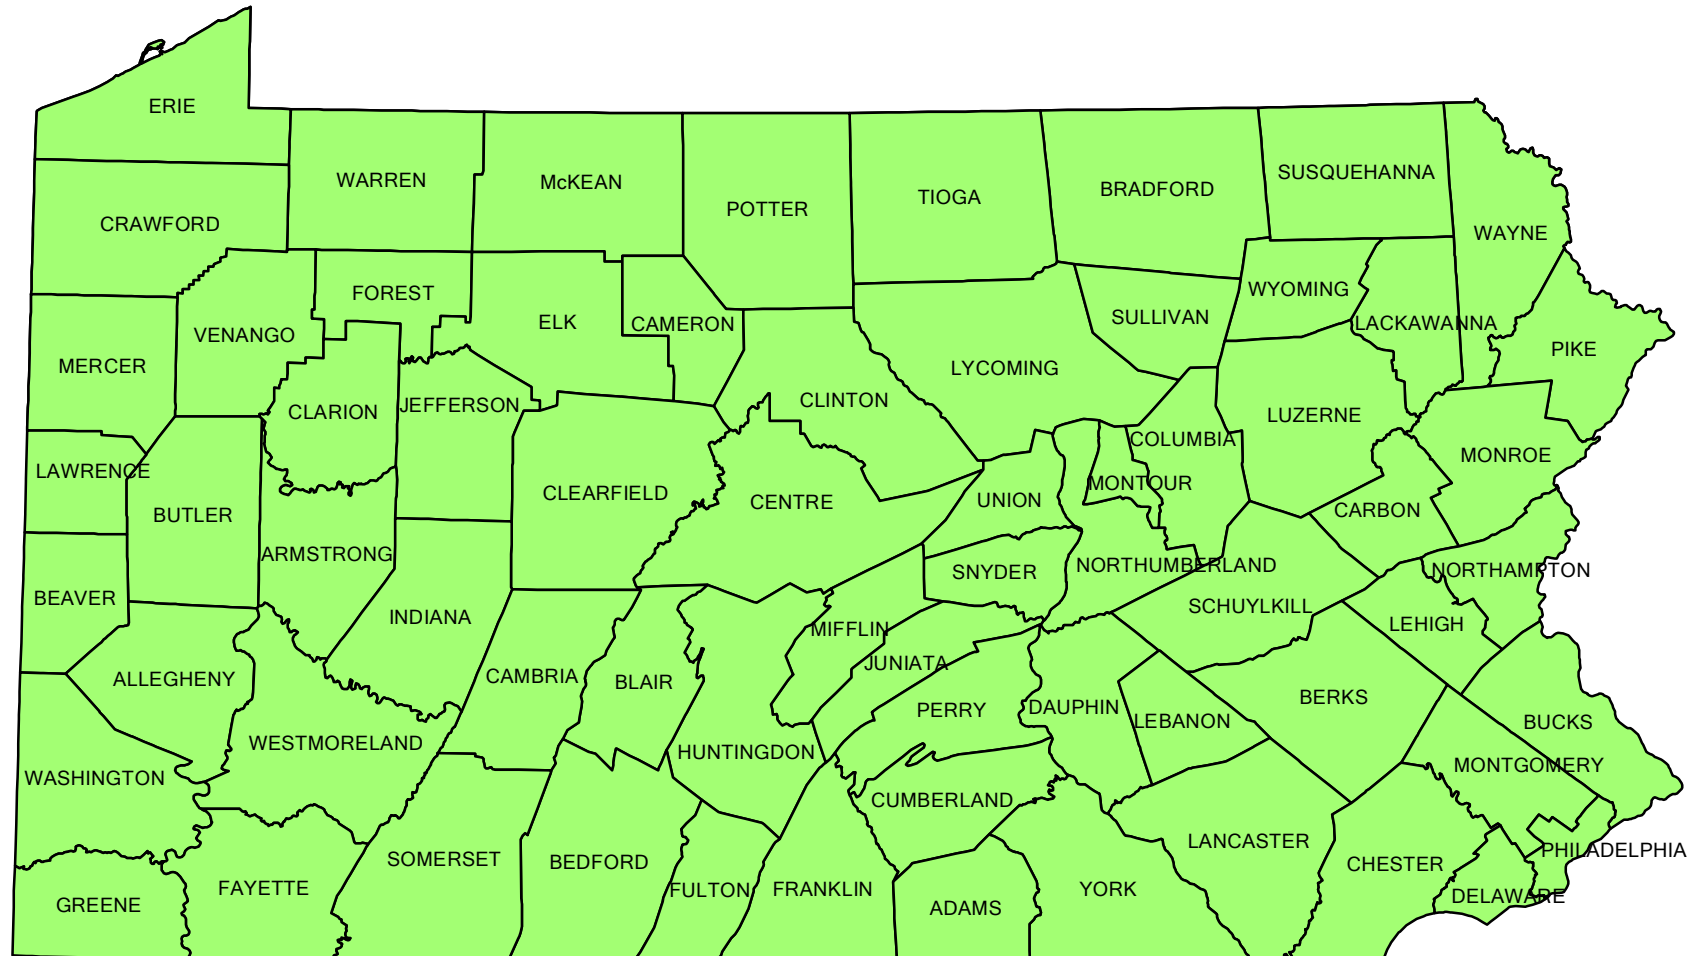 ERIE
SUSQUEHANNA
WARREN
McKEAN
BRADFORD
TIOGA
POTTER
CRAWFORD
WAYNE
WYOMING
FOREST
SULLIVAN
ELK
CAMERON
LACKAWANNA
VENANGO
PIKE
MERCER
LYCOMING
CLINTON
JEFFERSON
CLARION
LUZERNE
COLUMBIA
MONROE
LAWRENCE
MONTOUR
CLEARFIELD
UNION
CENTRE
CARBON
BUTLER
ARMSTRONG
NORTHUMBERLAND
NORTHAMPTON
SNYDER
BEAVER
SCHUYLKILL
INDIANA
LEHIGH
MIFFLIN
JUNIATA
CAMBRIA
ALLEGHENY
BLAIR
BERKS
DAUPHIN
PERRY
LEBANON
BUCKS
WESTMORELAND
HUNTINGDON
MONTGOMERY
WASHINGTON
CUMBERLAND
LANCASTER
PHILADELPHIA
SOMERSET
BEDFORD
CHESTER
FAYETTE
FULTON
FRANKLIN
YORK
DELAWARE
GREENE
ADAMS